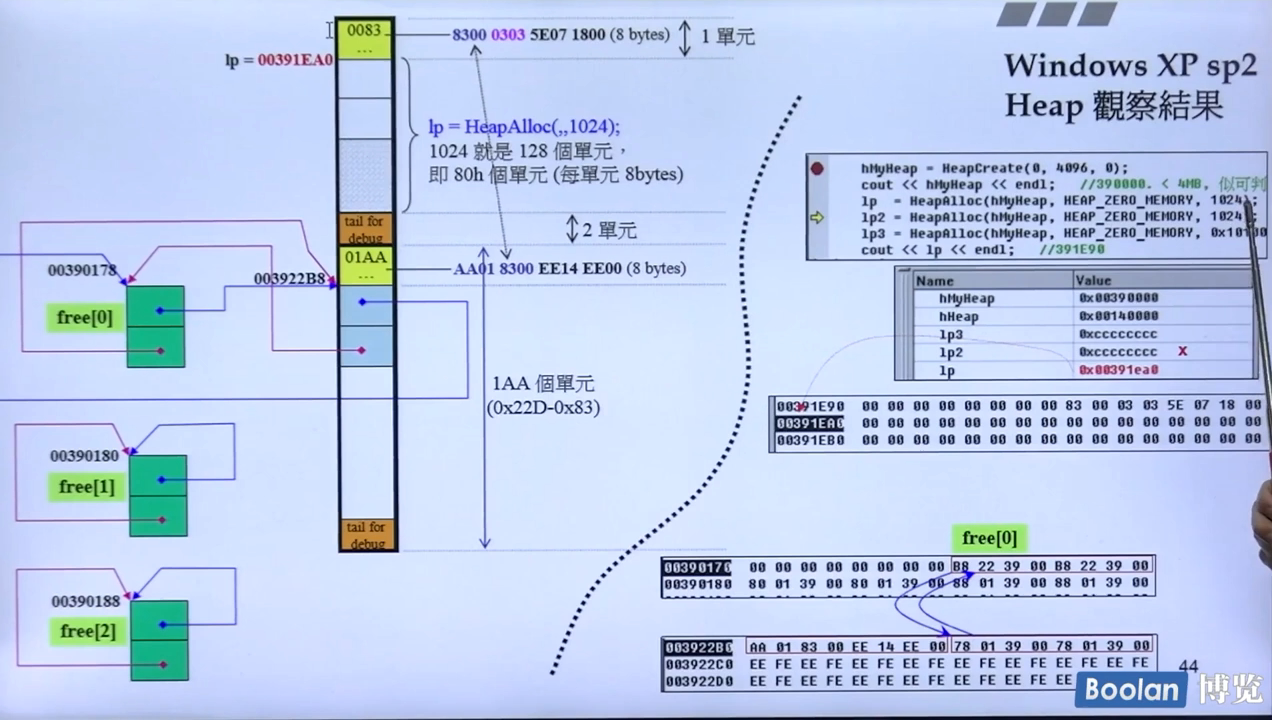 Windows XP sp2
Heap 觀察結果
0083
...
8300 0303 5E07 1800 (8 bytes)
1 單元
lp = 00391EA0
lp = HeapAlloc(,,1024);
1024 就是 128 個單元，
即 80h 個單元 (每單元 8bytes)
tail for
debug
2 單元
01AA
...
AA01 8300 EE14 EE00 (8 bytes)
00390178
003922B8
free[0]
1AA 個單元
(0x22D-0x83)
00390180
free[1]
tail for
debug
00390188
free[2]
hMyHeap = HeapCreate(0, 4096, 0);
cout << hMyHeap << endl; //390000. < 4MB, 似可判
lp = HeapAlloc(hMyHeap, HEAP_ZERO_MEMORY, 1024);
lp2 = HeapAlloc(hMyHeap, HEAP_ZERO_MEMORY, 1024
lp3 = HeapAlloc(hMyHeap, HEAP_ZERO_MEMORY,
cout << lp << endl; //391E90
Name Value
hMyHeap 0x00390000
hHeap 0x00140000
lp3 0xcccccccc
lp2 0xcccccccc X
lp 0x00391ea0
00391E90 00 00 00 00 00 00 00 00 83 00 03 03 5E 07 18 00
00391EA0 00 00 00 00 00 00 00 00 00 00 00 00 00 00 00 00
00391EB0 00 00 00 00 00 00 00 00 00 00 00 00 00 00 00 00
free[0]
00390170 00 00 00 00 00 00 00 00 B8 22 39 00 B8 22 39 00
00390180 80 01 39 00 80 01 39 00 88 01 39 00 88 01 39 00
003922B0 AA 01 83 00 EE 14 EE 00 78 01 39 00 78 01 39 00
003922C0 EE FE EE FE EE FE EE FE EE FE EE FE EE FE EE FE
003922D0 EE FE EE FE EE FE EE FE EE FE EE FE
44
Boolan 博览